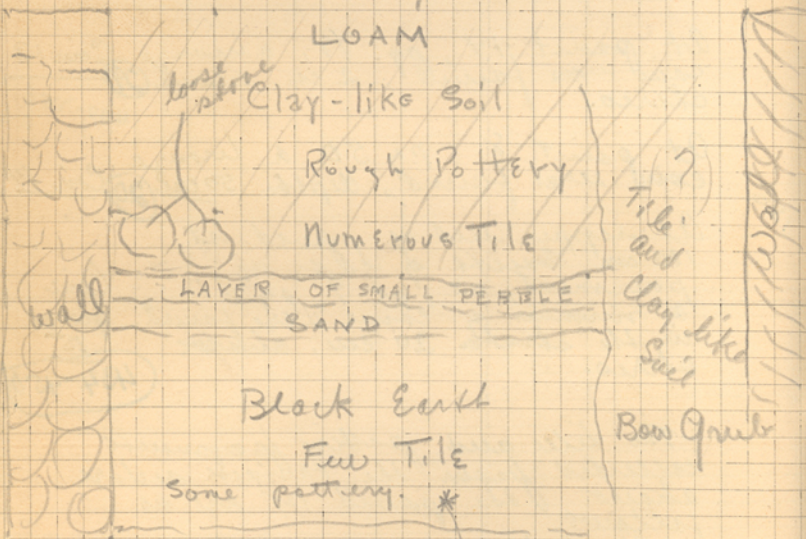 LOAM
loose
stone
Clay-like Soil
Rough Pottery
Numerous Tile
LAYER OF SMALL PEBBLE
SAND
Black Earth
Few Tile
Some pottery. *
wall
(?)
Tile
and
Clay like
Soil
Wall